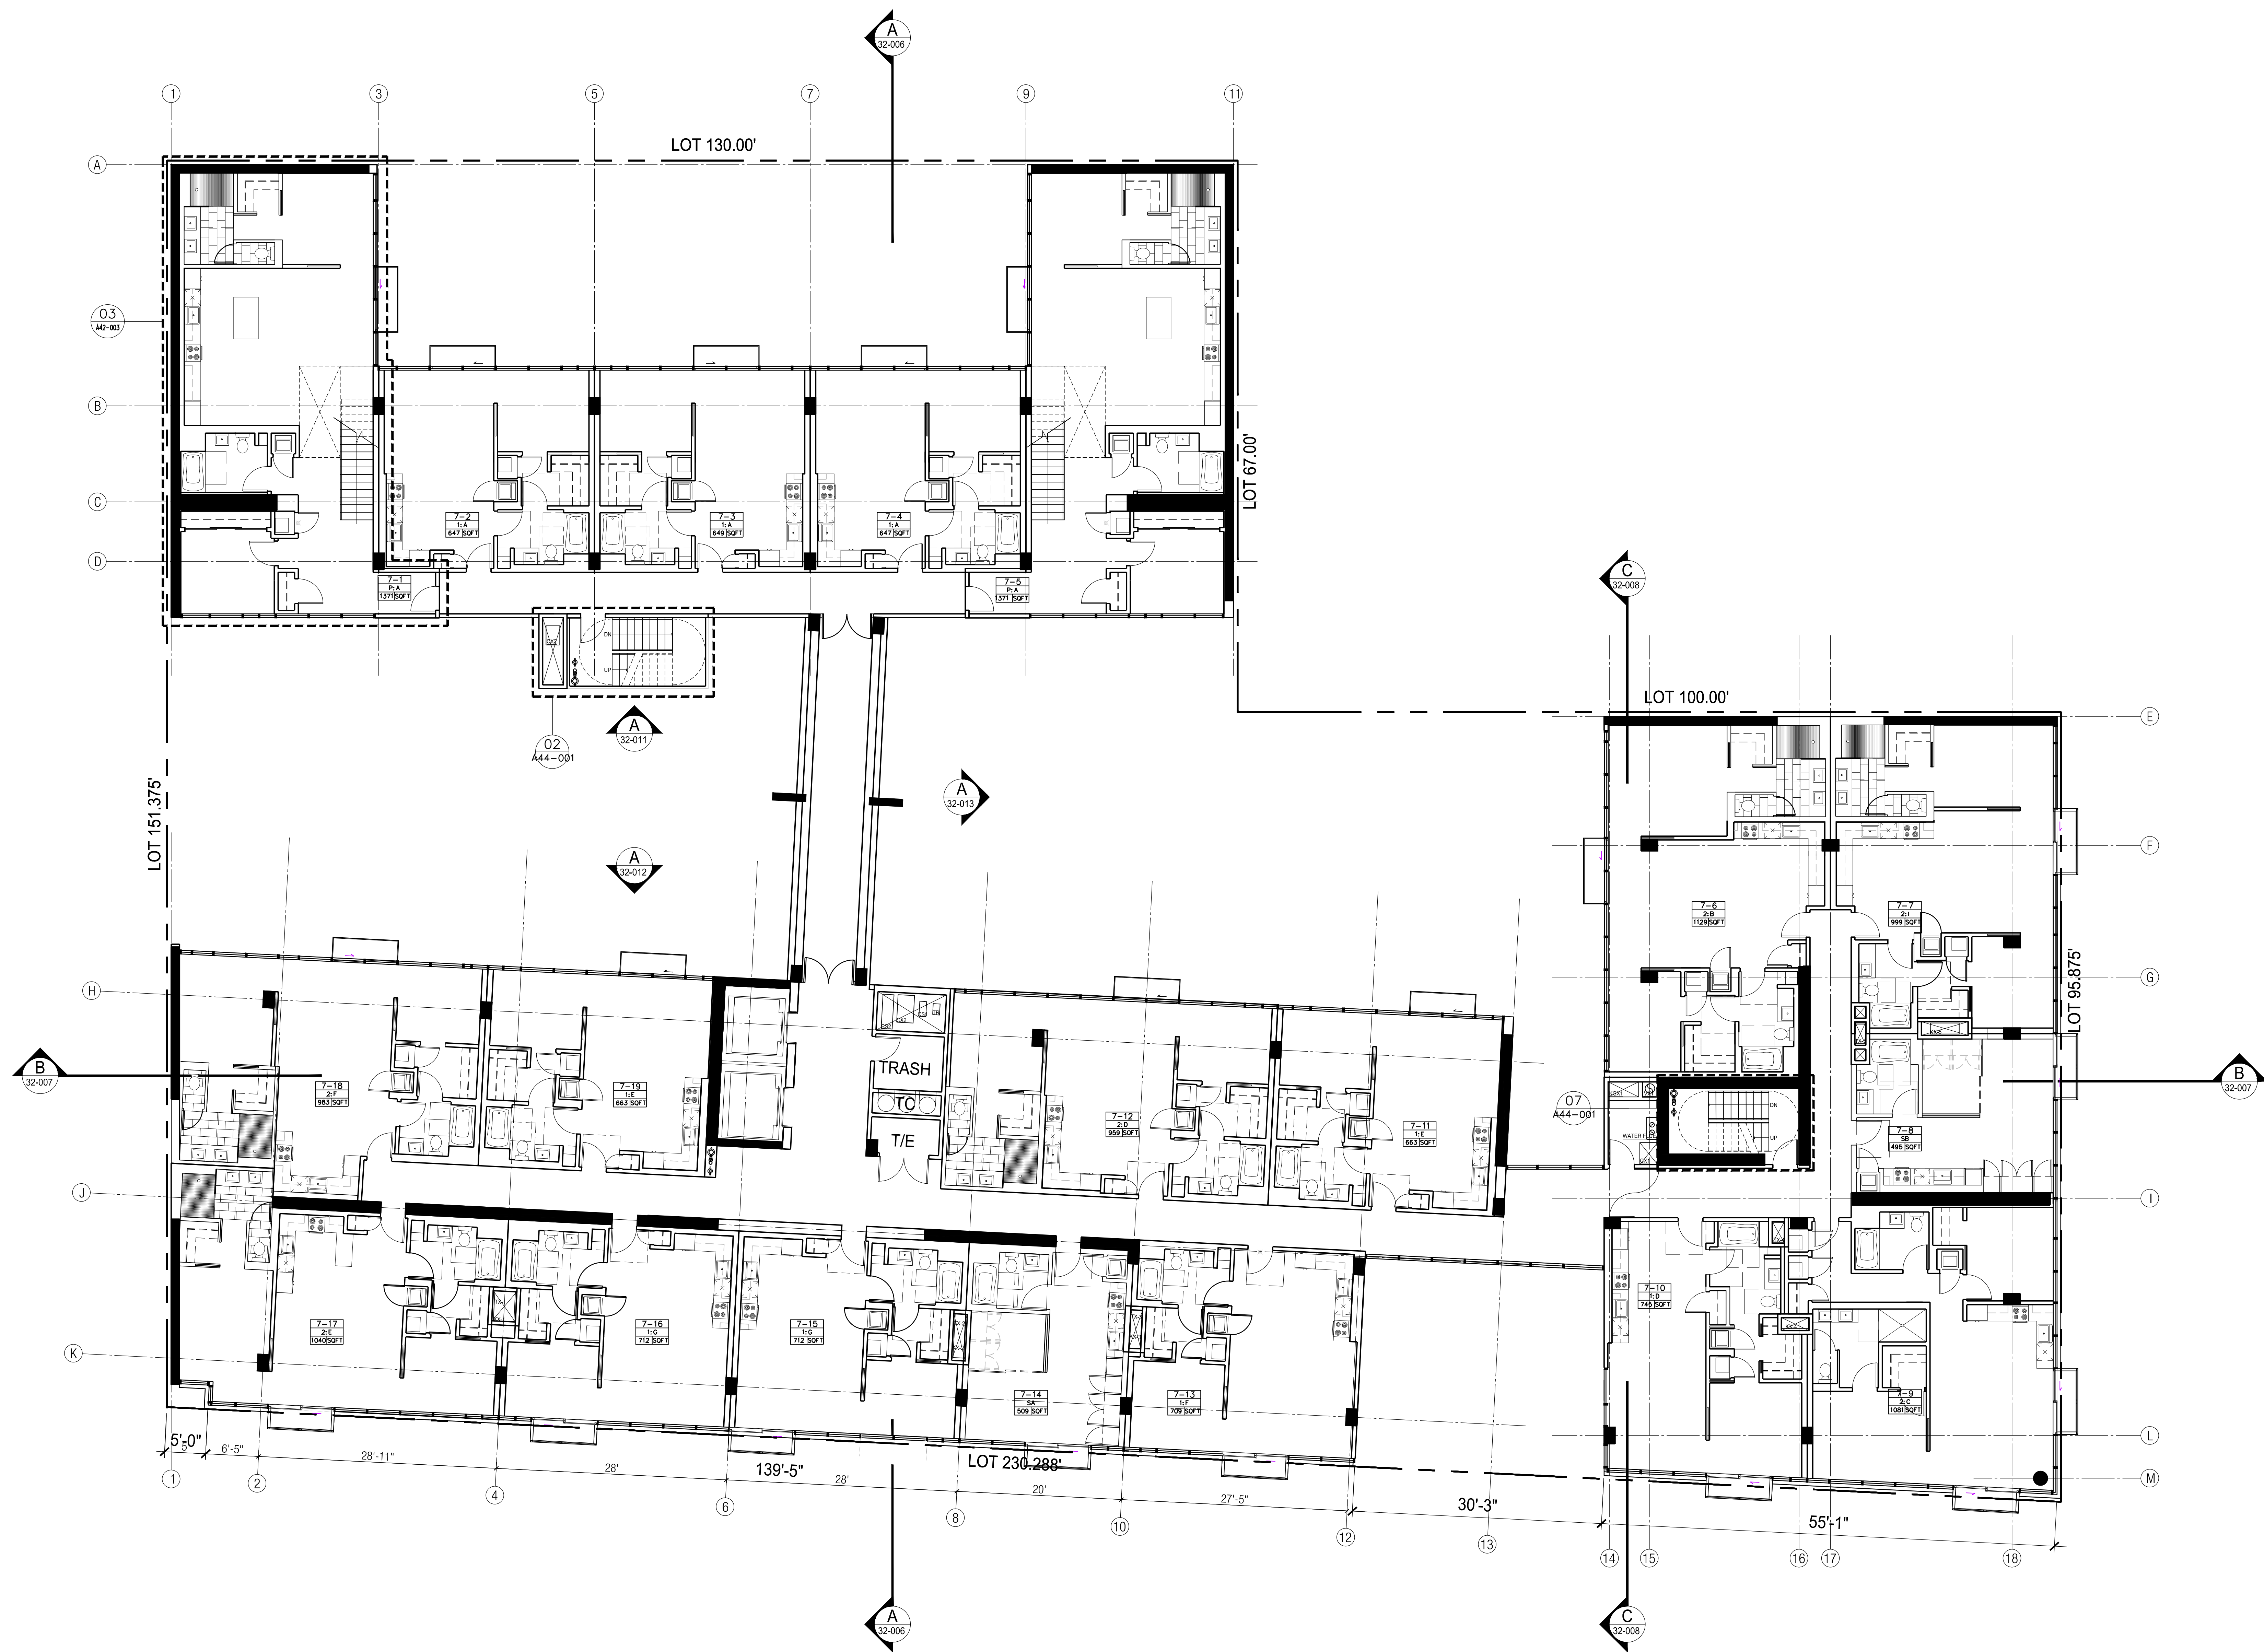 A
32-006
1
3
5
7
9
11
LOT 130.00'
A
03
A42-003
B
LOT 67.00'
C
7-2
1:A
647 SQFT
7-3
1:A
649 SQFT
7-4
1:A
647 SQFT
D
7-1
P:A
1371 SQFT
7-5
P:A
1371 SQFT
C
32-008
DN
UP
02
A44-001
A
32-011
LOT 100.00'
E
LOT 151.375'
A
32-013
A
32-012
F
7-6
2:B
1129 SQFT
7-7
2:I
999 SQFT
LOT 95.875'
G
H
TRASH
TC
T/E
B
32-007
7-18
2:F
983 SQFT
7-19
1:E
663 SQFT
7-12
2:D
959 SQFT
7-11
1:E
663 SQFT
07
A44-001
DN
UP
7-8
SB
495 SQFT
B
32-007
J
I
7-10
1:D
745 SQFT
7-17
2:E
1040 SQFT
7-16
1:G
712 SQFT
7-15
1:G
712 SQFT
7-14
SA
509 SQFT
7-13
1:F
709 SQFT
7-9
2:C
1081 SQFT
K
L
M
5'-0"
6'-5"
28'-11"
28'
139'-5"
28'
LOT 230.288'
20'
27'-5"
30'-3"
55'-1"
1
2
4
6
8
10
12
13
14
15
16
17
18
A
32-006
C
32-008